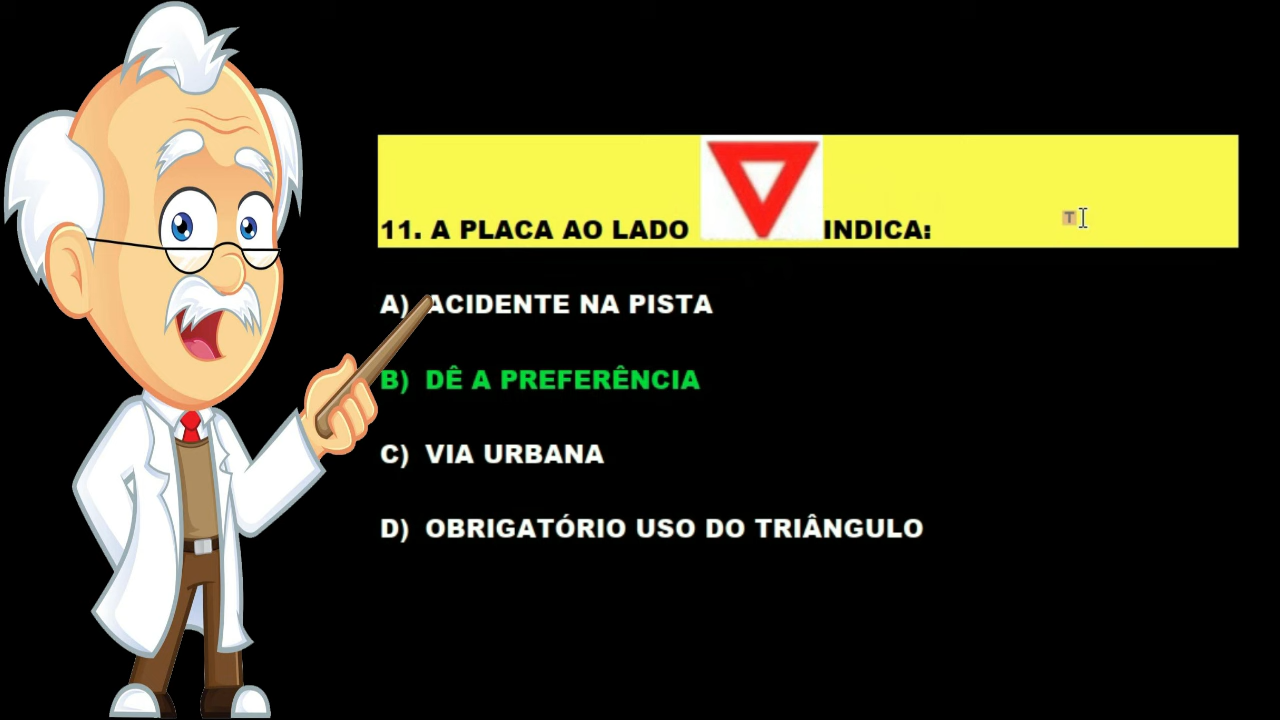 11. A PLACA AO LADO INDICA:
A) ACIDENTE NA PISTA
B) DÊ A PREFERÊNCIA
C) VIA URBANA
D) OBRIGATÓRIO USO DO TRIÂNGULO